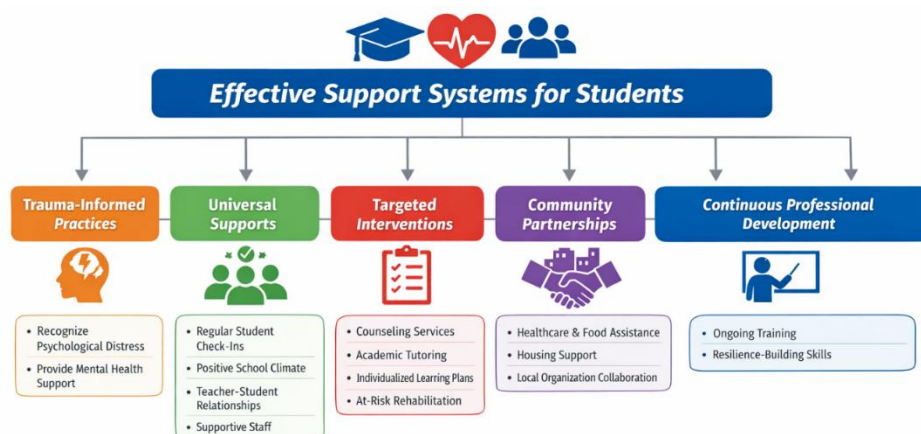 Effective Support Systems for Students
Trauma-Informed
Practices
Universal
Supports
Targeted
Interventions
Community
Partnerships
Continuous Professional
Development
• Recognize
Psychological Distress
• Provide Mental Health
Support
• Regular Student
Check-Ins
• Positive School Climate
• Teacher-Student
Relationships
• Supportive Staff
• Counseling Services
• Academic Tutoring
• Individualized Learning Plans
• At-Risk Rehabilitation
• Healthcare & Food Assistance
• Housing Support
• Local Organization Collaboration
• Ongoing Training
• Resilience-Building Skills